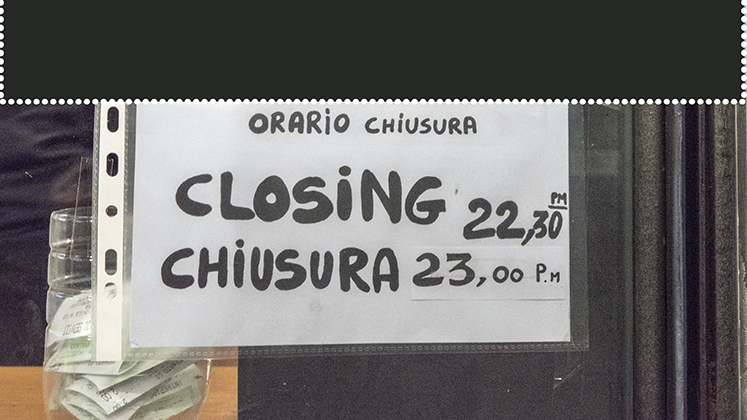 ORARIO CHIUSURA
CLOSING 22,30 PM
CHIUSURA 23,00 P.M